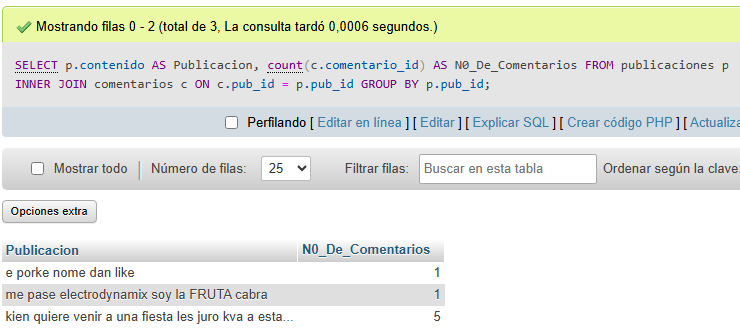 Mostrando filas 0 - 2 (total de 3, La consulta tardó 0,0006 segundos.)
SELECT p.contenido AS Publicacion, count(c.comentario_id) AS N0_De_Comentarios FROM publicaciones p
INNER JOIN comentarios c ON c.pub_id = p.pub_id GROUP BY p.pub_id;
Perfilando [ Editar en línea ] [ Editar ] [ Explicar SQL ] [ Crear código PHP ] [ Actualiza
Mostrar todo Número de filas: 25 Filtrar filas: Buscar en esta tabla Ordenar según la clave:
Opciones extra
Publicacion N0_De_Comentarios
e porke nome dan like 1
me pase electrodynamix soy la FRUTA cabra 1
kien quiere venir a una fiesta les juro kva a esta... 5